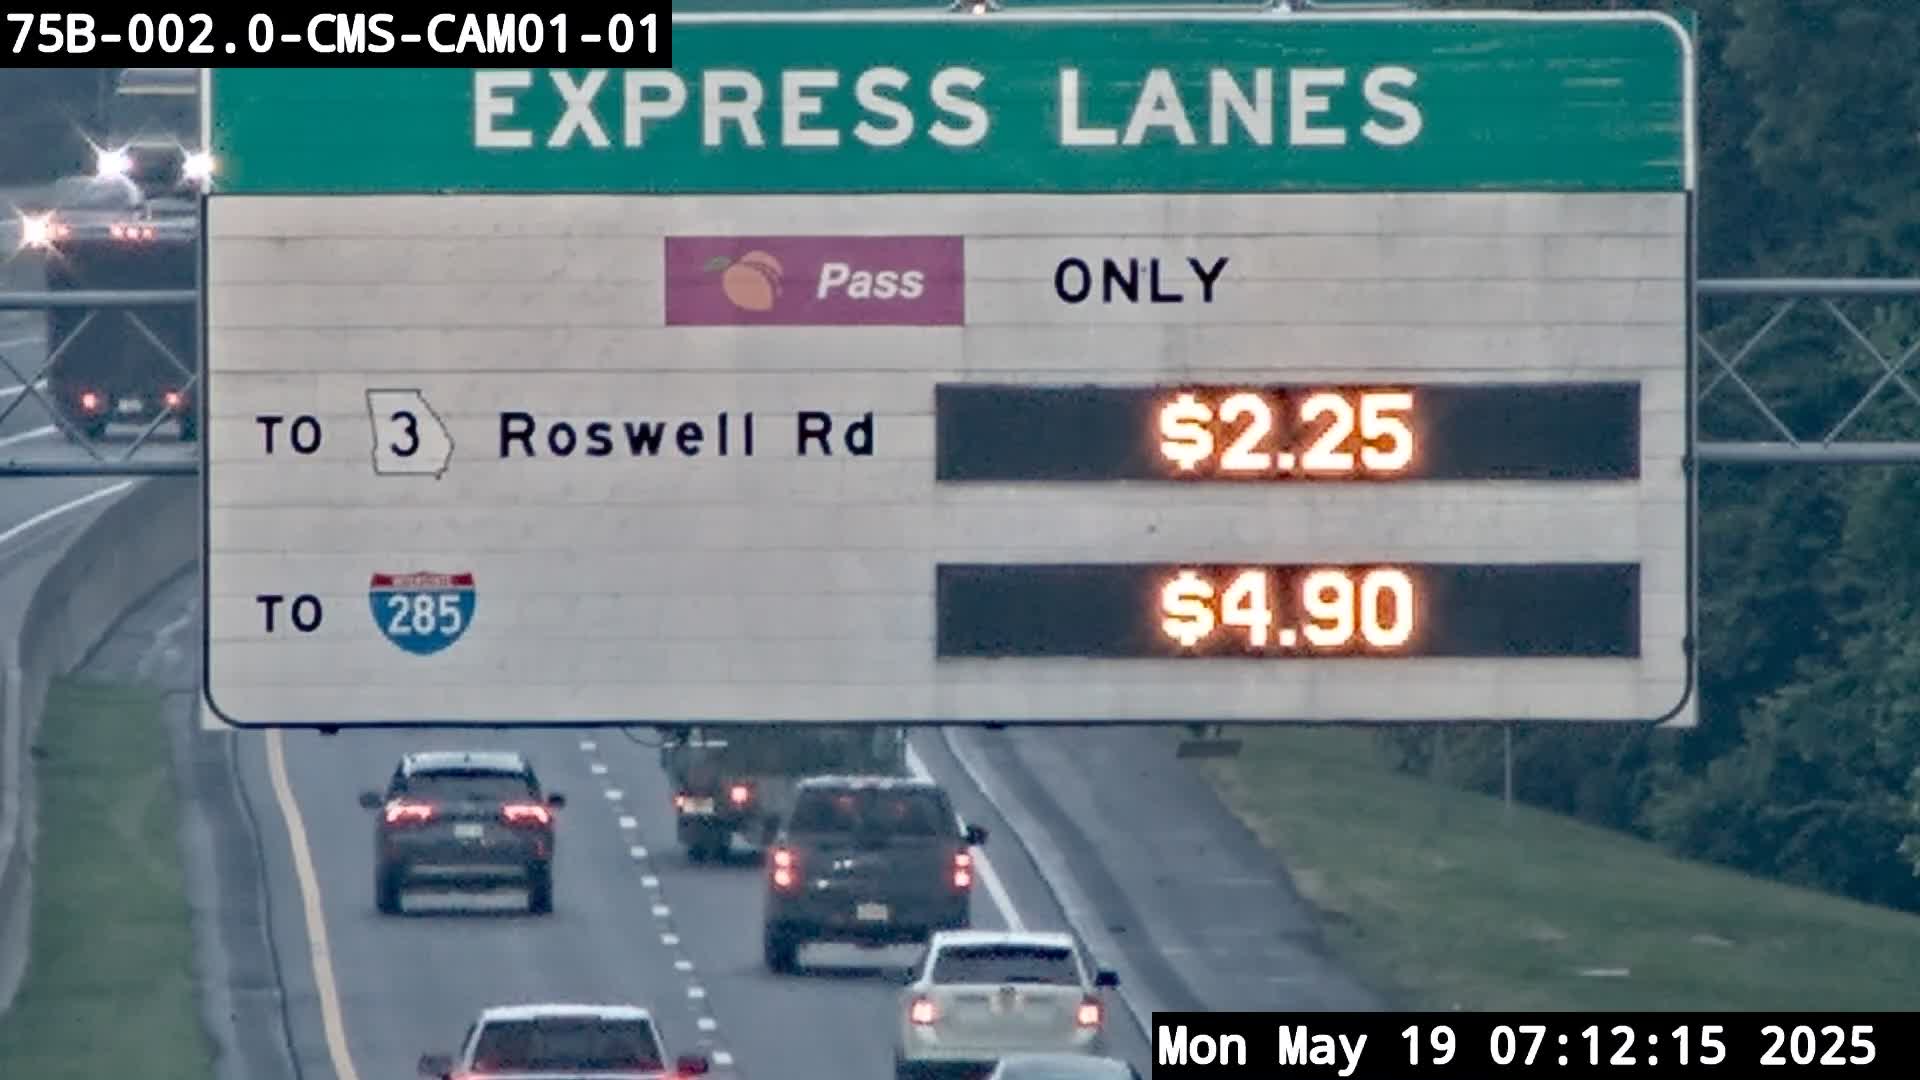 75B-002.0-CMS-CAM01-01
EXPRESS LANES
Pass ONLY
TO 3 Roswell Rd $2.25
TO 285 $4.90
Mon May 19 07:12:15 2025